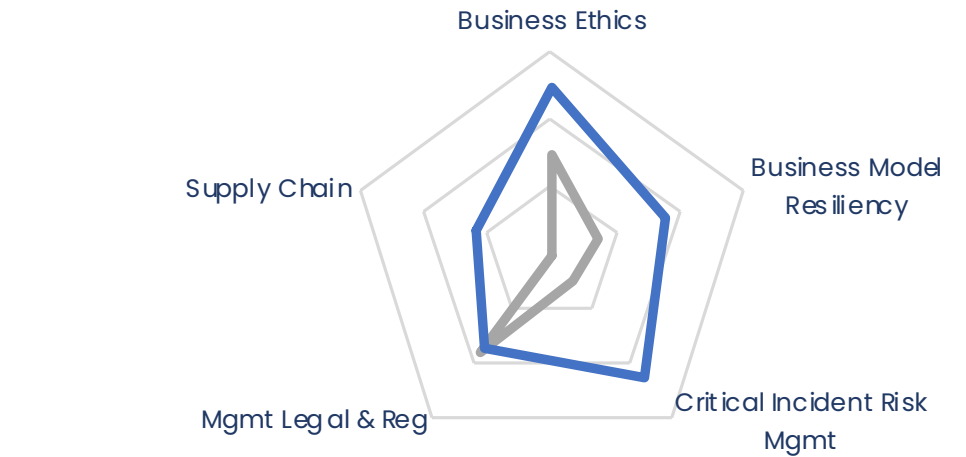 Business Ethics
Business Model
Resiliency
Supply Chain
Critical Incident Risk
Mgmt
Mgmt Legal & Reg